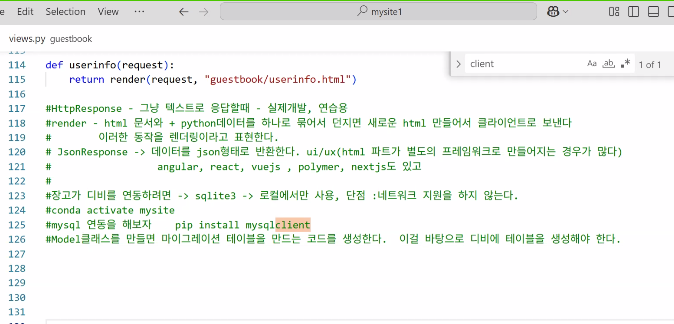 e Edit Selection View ··· mysite1
views.py guestbook
client Aa ab .* 1 of 1
114 def userinfo(request):
115 return render(request, "guestbook/userinfo.html")
116
117 #HttpResponse - 그냥 텍스트로 응답할때 - 실제개발, 연습용
118 #render - html 문서와 + python데이터를 하나로 묶어서 던지면 새로운 html 만들어서 클라이언트로 보낸다
119 # 이러한 동작을 렌더링이라고 표현한다.
120 # JsonResponse -> 데이터를 json형태로 반환한다. ui/ux(html 파트가 별도의 프레임워크로 만들어지는 경우가 많다)
121 # angular, react, vuejs , polymer, nextjs도 있고
122 #
123 #장고가 디비를 연동하려면 -> sqlite3 -> 로컬에서만 사용, 단점 :네트워크 지원을 하지 않는다.
124 #conda activate mysite
125 #mysql 연동을 해보자 pip install mysqlclient
126 #Model클래스를 만들면 마이그레이션 테이블을 만드는 코드를 생성한다. 이걸 바탕으로 디비에 테이블을 생성해야 한다.
127
128
129
130
131